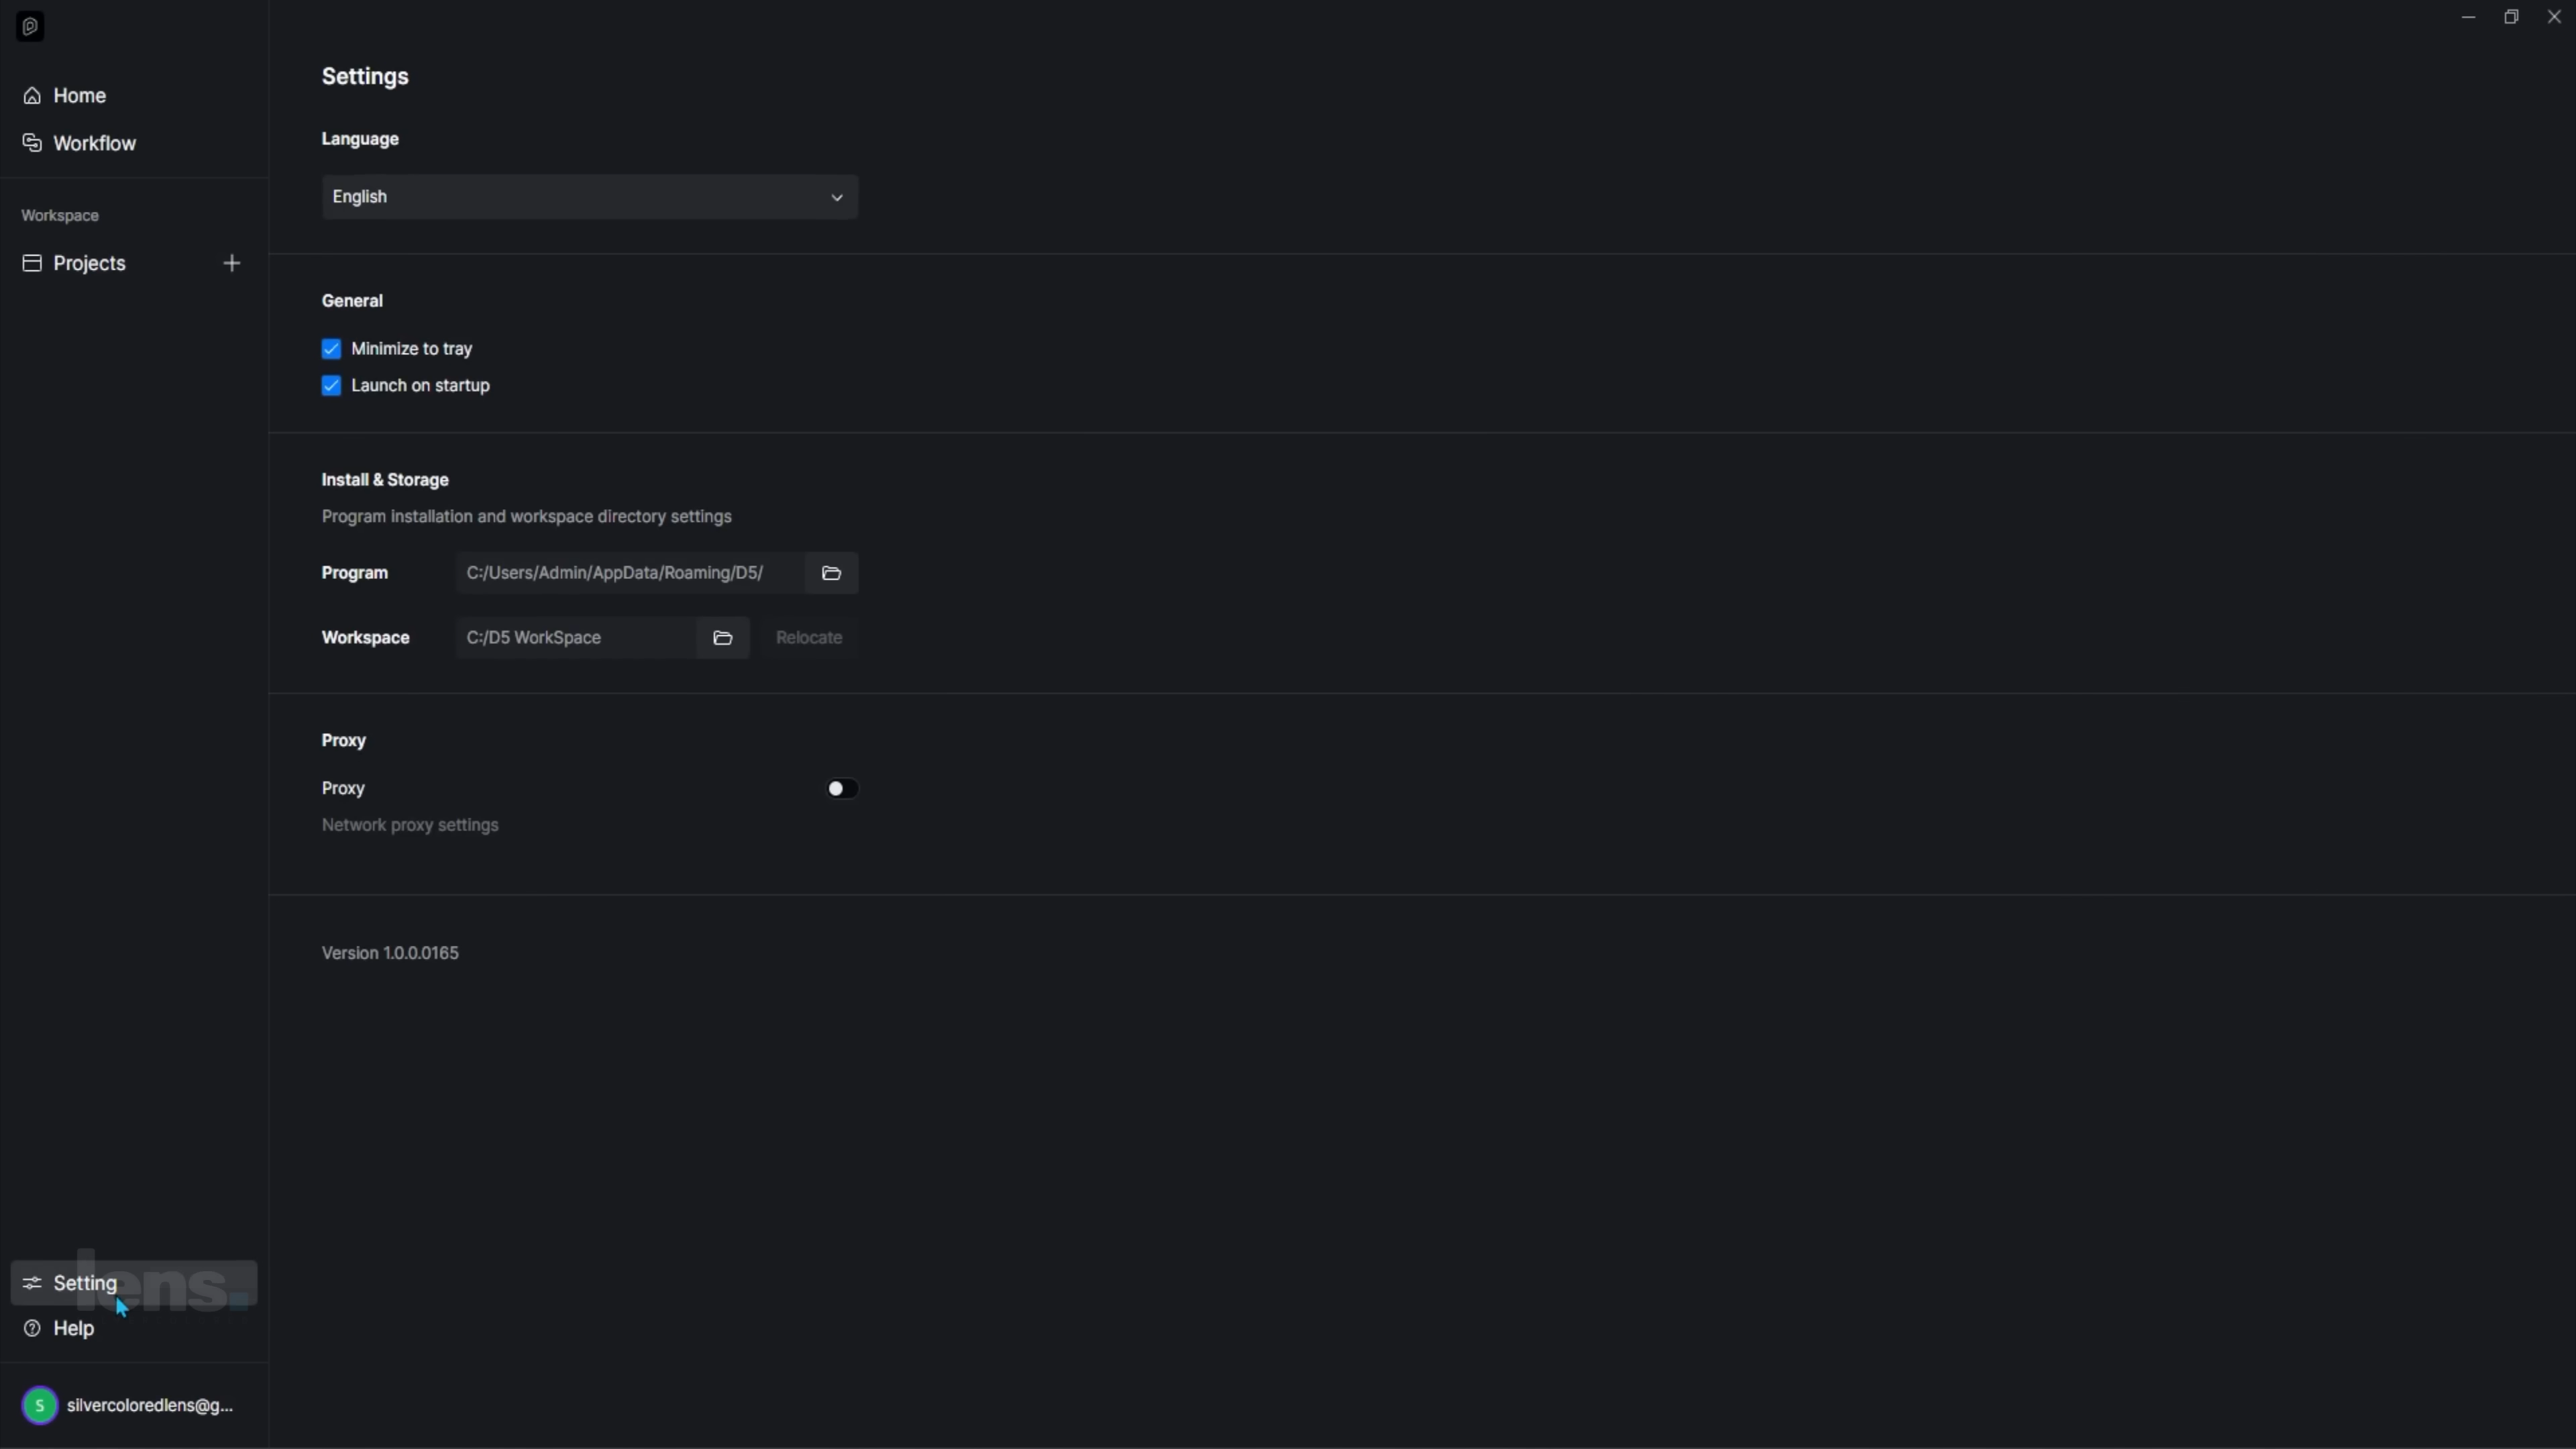 Home
Workflow
Workspace
Projects
Settings
Language
English
General
Minimize to tray
Launch on startup
Install & Storage
Program installation and workspace directory settings
Program C:/Users/Admin/AppData/Roaming/D5/
Workspace C:/D5 WorkSpace Relocate
Proxy
Proxy
Network proxy settings
Version 1.0.0.0165
Setting
lens.
Help
S silvercoloredlens@g...